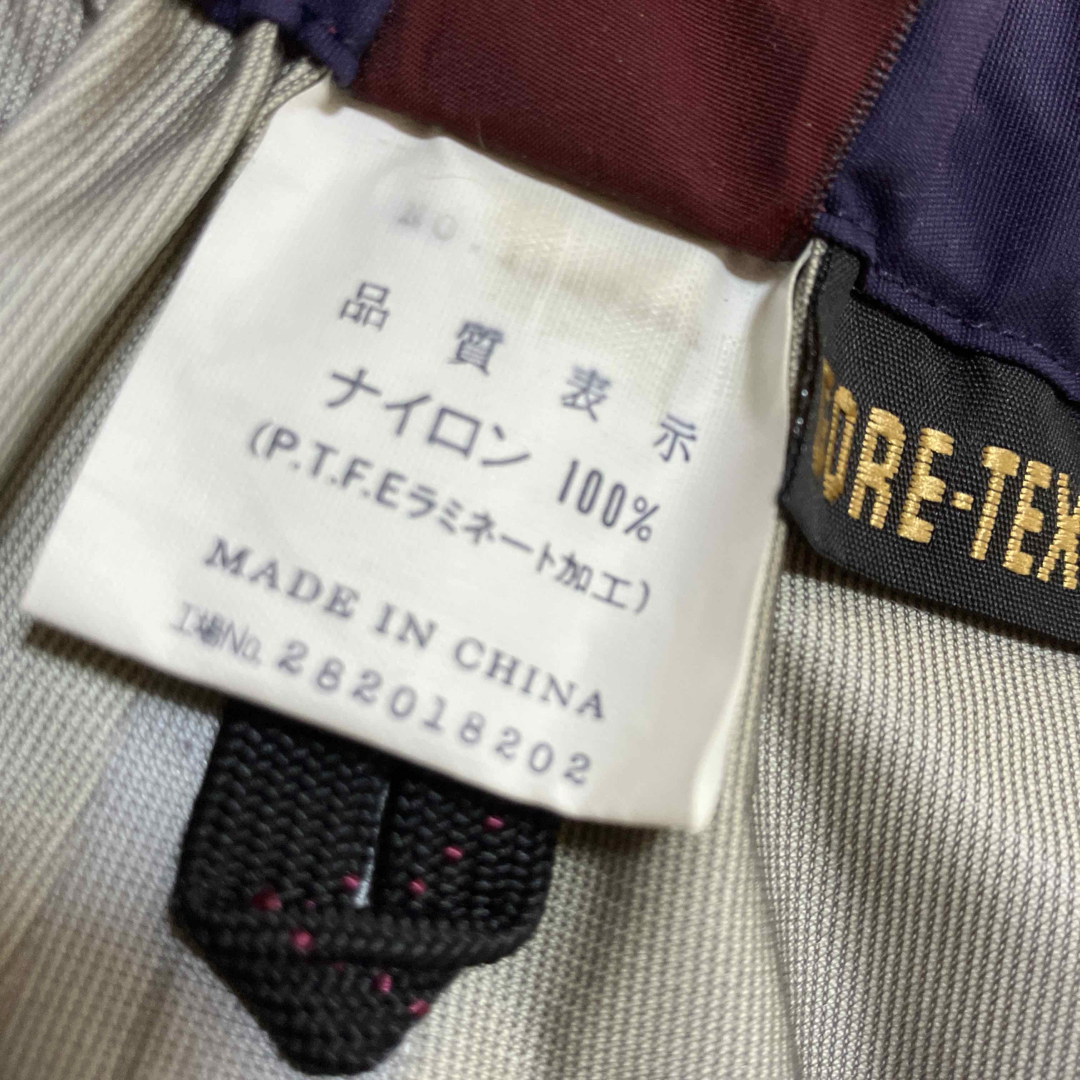 品質表示
ナイロン 100%
(P.T.F.Eラミネート加工)
MADE IN CHINA
工場No. 282018202
GORE-TEX